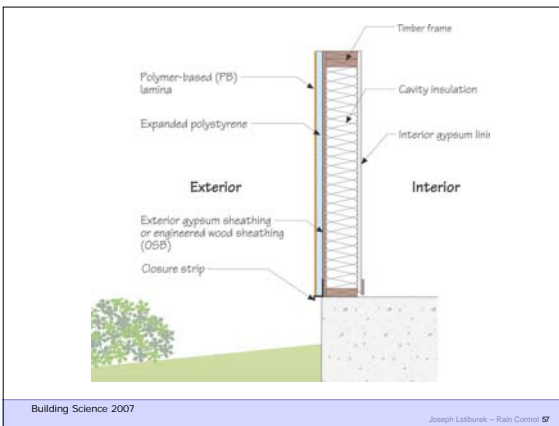 Timber frame
Polymer-based (PB)
lamina
Cavity insulation
Expanded polystyrene
Interior gypsum linii
Exterior
Interior
Exterior gypsum sheathing
or engineered wood sheathing
(OSB)
Closure strip
Building Science 2007
Joseph Lstiburek – Rain Control 57